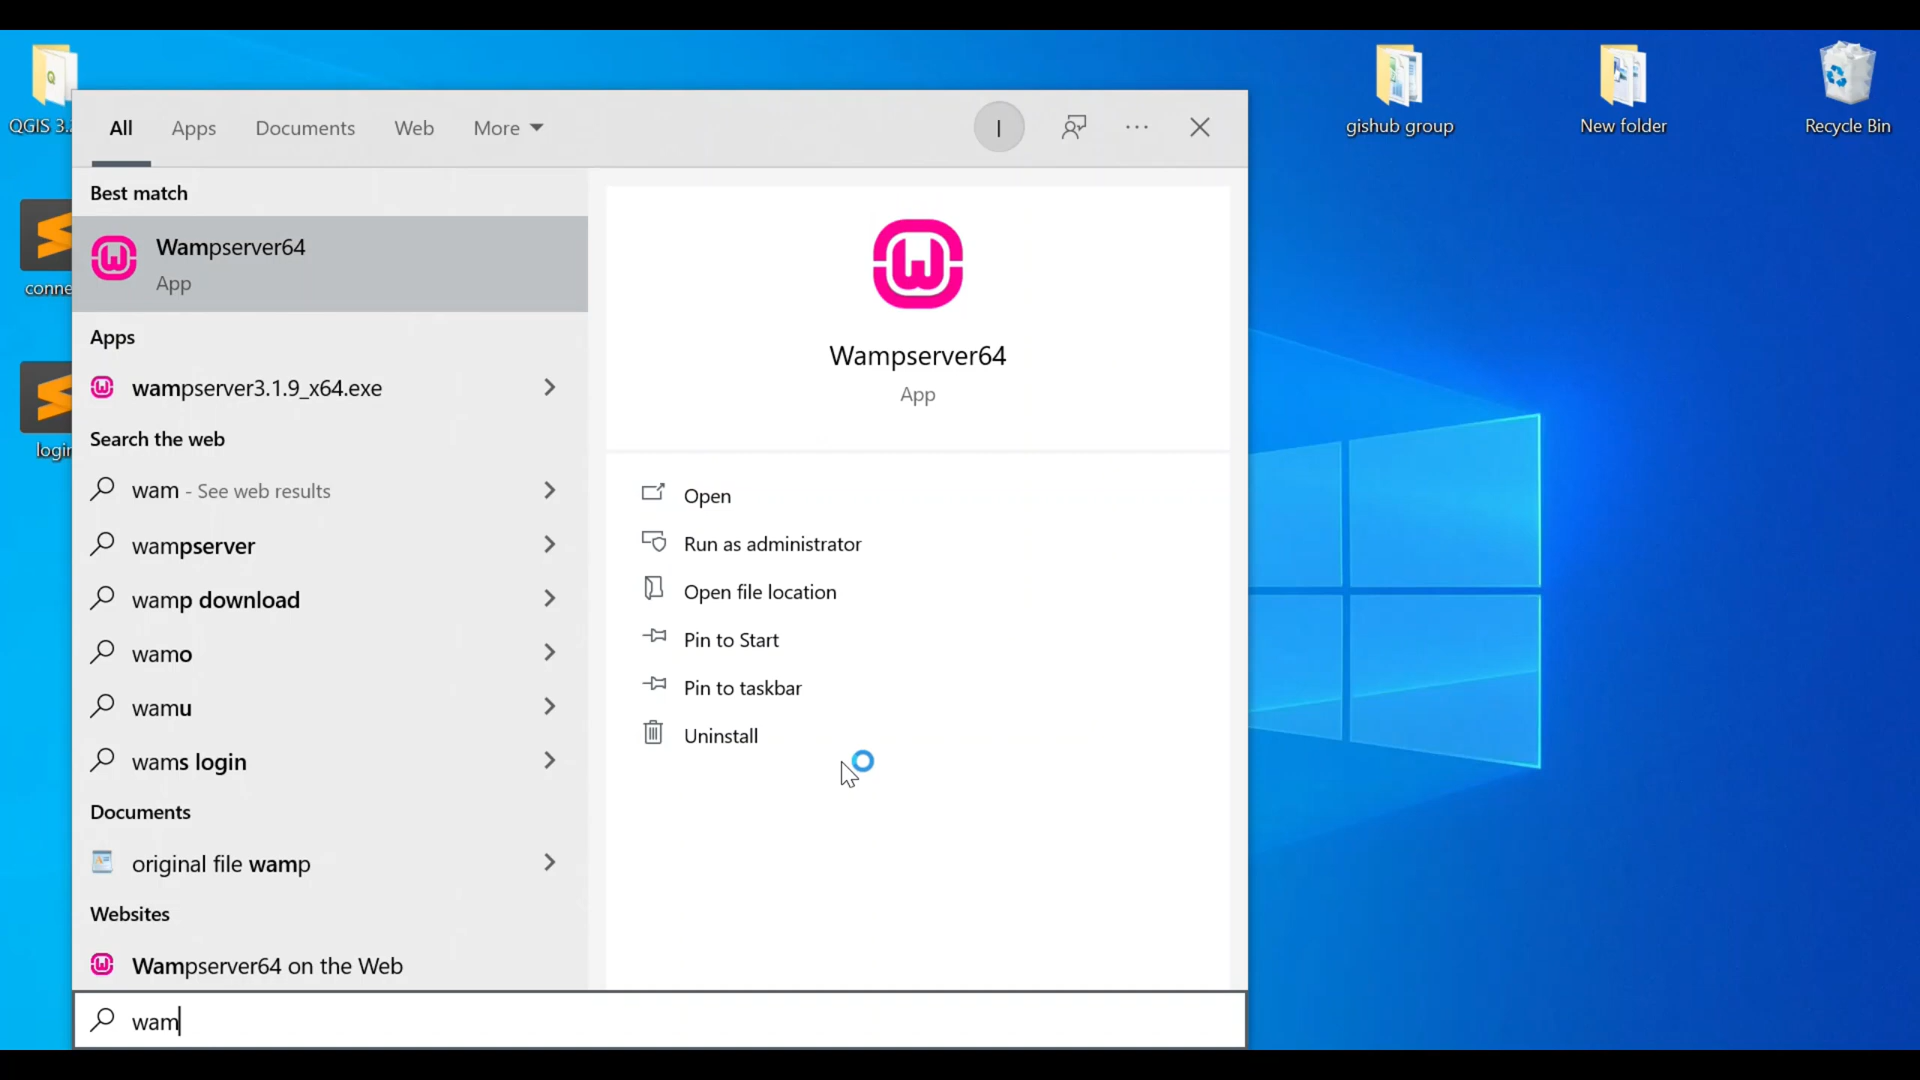 QGIS 3.
conne
login
gishub group
New folder
Recycle Bin
All
Apps
Documents
Web
More
I
Best match
Wampserver64
App
Apps
wampserver3.1.9_x64.exe
Search the web
wam - See web results
wampserver
wamp download
wamo
wamu
wams login
Documents
original file wamp
Websites
Wampserver64 on the Web
wam
Wampserver64
App
Open
Run as administrator
Open file location
Pin to Start
Pin to taskbar
Uninstall